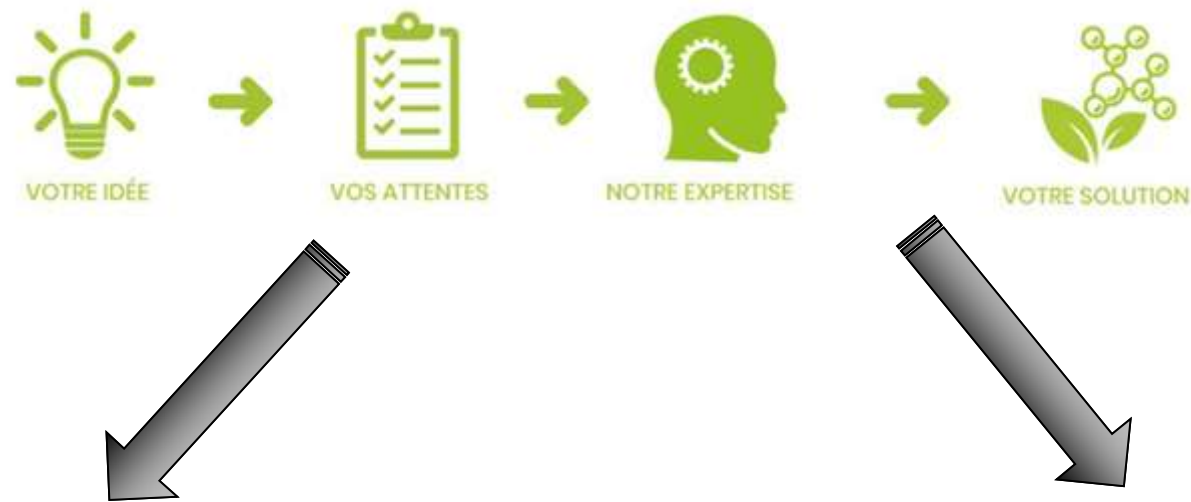 VOTRE IDÉE
VOS ATTENTES
NOTRE EXPERTISE
VOTRE SOLUTION